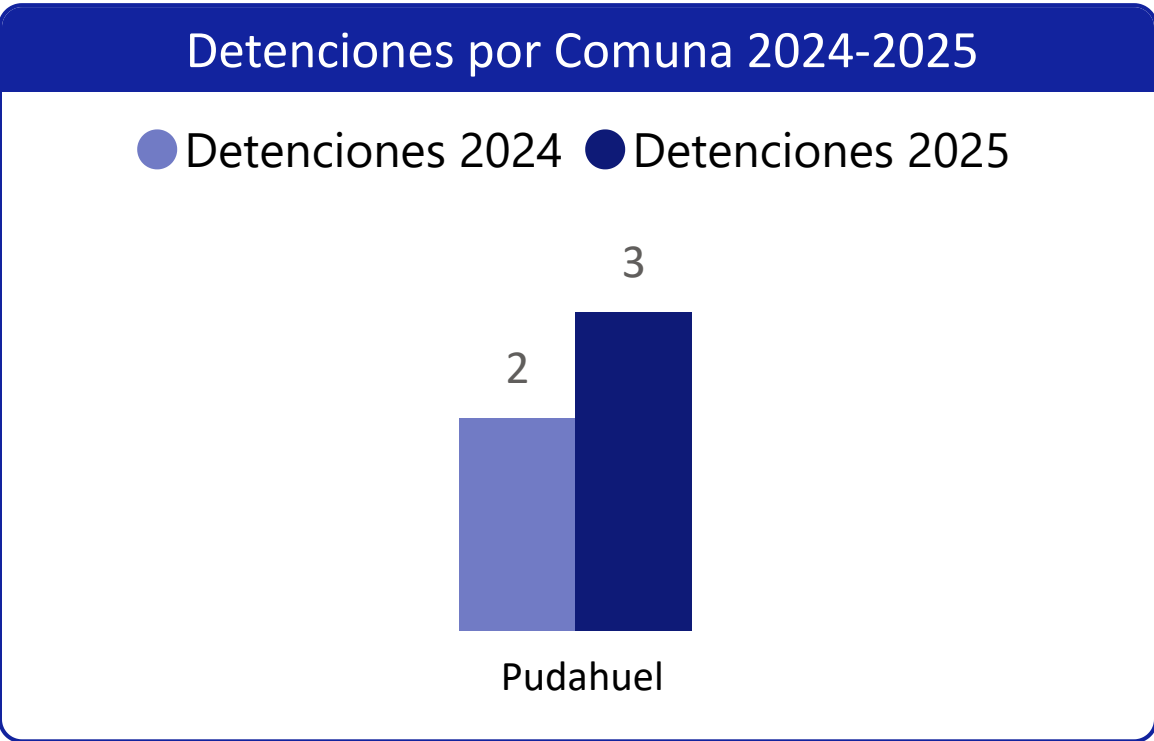 Detenciones por Comuna 2024-2025
Detenciones 2024 Detenciones 2025
3
2
Pudahuel